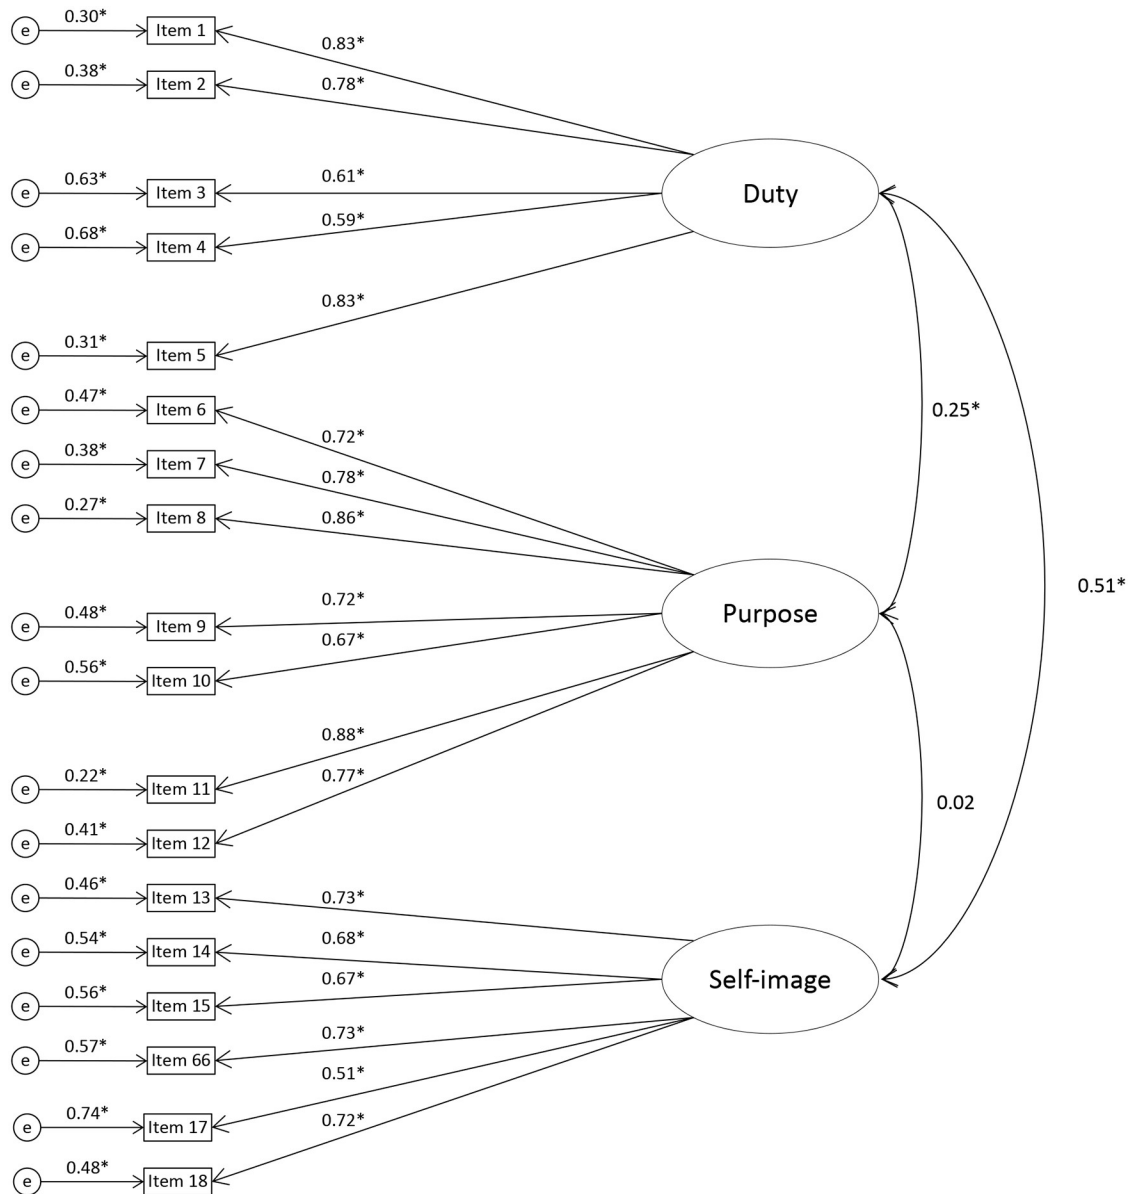 0.30*
e
Item 1
0.83*
0.38*
e
Item 2
0.78*
0.63*
e
Item 3
0.61*
Duty
0.68*
e
Item 4
0.59*
0.83*
0.31*
e
Item 5
0.47*
e
Item 6
0.25*
0.72*
0.38*
e
Item 7
0.78*
0.27*
e
Item 8
0.86*
0.51*
0.48*
e
Item 9
0.72*
Purpose
0.67*
0.56*
e
Item 10
0.88*
0.22*
e
Item 11
0.77*
0.02
0.41*
e
Item 12
0.46*
e
Item 13
0.73*
0.54*
e
Item 14
0.68*
0.67*
Self-image
0.56*
e
Item 15
0.73*
0.57*
e
Item 66
0.51*
0.74*
e
Item 17
0.72*
0.48*
e
Item 18